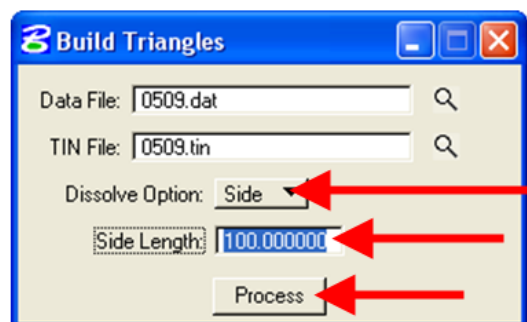 Build Triangles
Data File: 0509.dat
TIN File: 0509.tin
Dissolve Option: Side
Side Length: 100.000000
Process